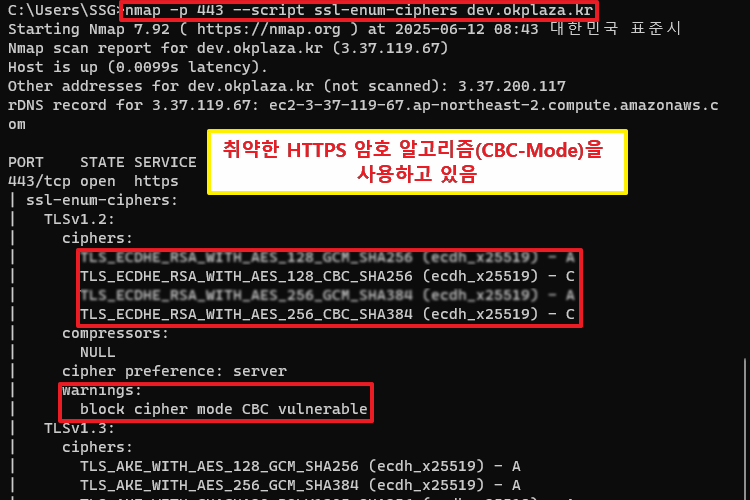 C:\Users\SSG>nmap -p 443 --script ssl-enum-ciphers dev.okplaza.kr
Starting Nmap 7.92 ( https://nmap.org ) at 2025-06-12 08:43 대한민국 표준시
Nmap scan report for dev.okplaza.kr (3.37.119.67)
Host is up (0.0099s latency).
Other addresses for dev.okplaza.kr (not scanned): 3.37.200.117
rDNS record for 3.37.119.67: ec2-3-37-119-67.ap-northeast-2.compute.amazonaws.c
om
취약한 HTTPS 암호 알고리즘(CBC-Mode)을
사용하고 있음
PORT    STATE SERVICE
443/tcp open  https
| ssl-enum-ciphers:
|   TLSv1.2:
|     ciphers:
|       TLS_ECDHE_RSA_WITH_AES_128_GCM_SHA256 (ecdh_x25519) - A
|       TLS_ECDHE_RSA_WITH_AES_128_CBC_SHA256 (ecdh_x25519) - C
|       TLS_ECDHE_RSA_WITH_AES_256_GCM_SHA384 (ecdh_x25519) - A
|       TLS_ECDHE_RSA_WITH_AES_256_CBC_SHA384 (ecdh_x25519) - C
|     compressors:
|       NULL
|     cipher preference: server
|     warnings:
|       block cipher mode CBC vulnerable
|   TLSv1.3:
|     ciphers:
|       TLS_AKE_WITH_AES_128_GCM_SHA256 (ecdh_x25519) - A
|       TLS_AKE_WITH_AES_256_GCM_SHA384 (ecdh_x25519) - A